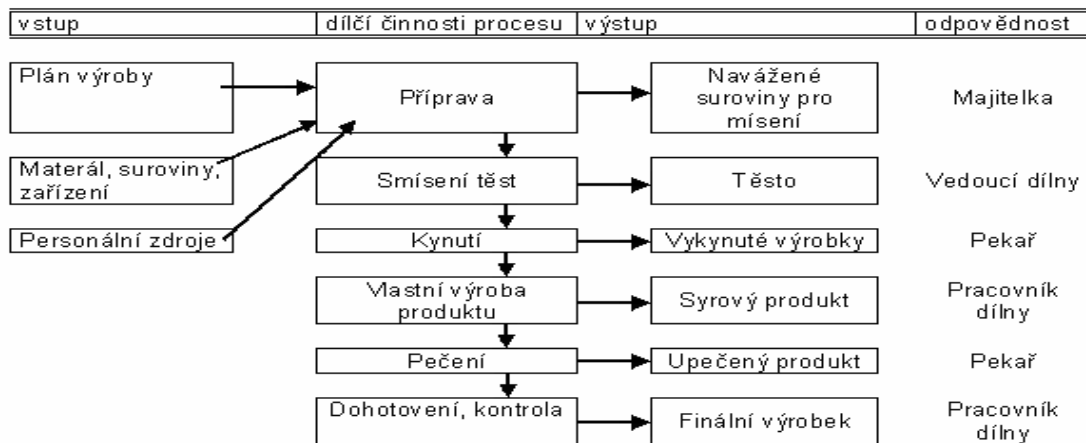 vstup dílčí činnosti procesu výstup odpovědnost
Plán výroby
Příprava
Navážené
suroviny pro
mísení
Majitelka
Materál, suroviny,
zařízení
Smísení těst
Těsto
Vedoucí dílny
Personální zdroje
Kynutí
Vykynuté výrobky
Pekař
Vlastní výroba
produktu
Syrový produkt
Pracovník
dílny
Pečení
Upečený produkt
Pekař
Dohotovení, kontrola
Finální výrobek
Pracovník
dílny